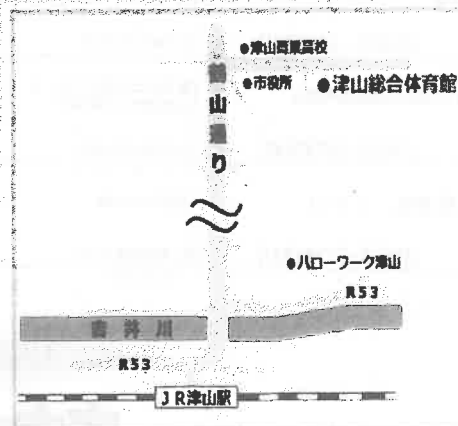 ●津山商業高校
鶴山通り
●市役所
●津山総合体育館
●ハローワーク津山
R53
吉井川
R53
JR津山駅